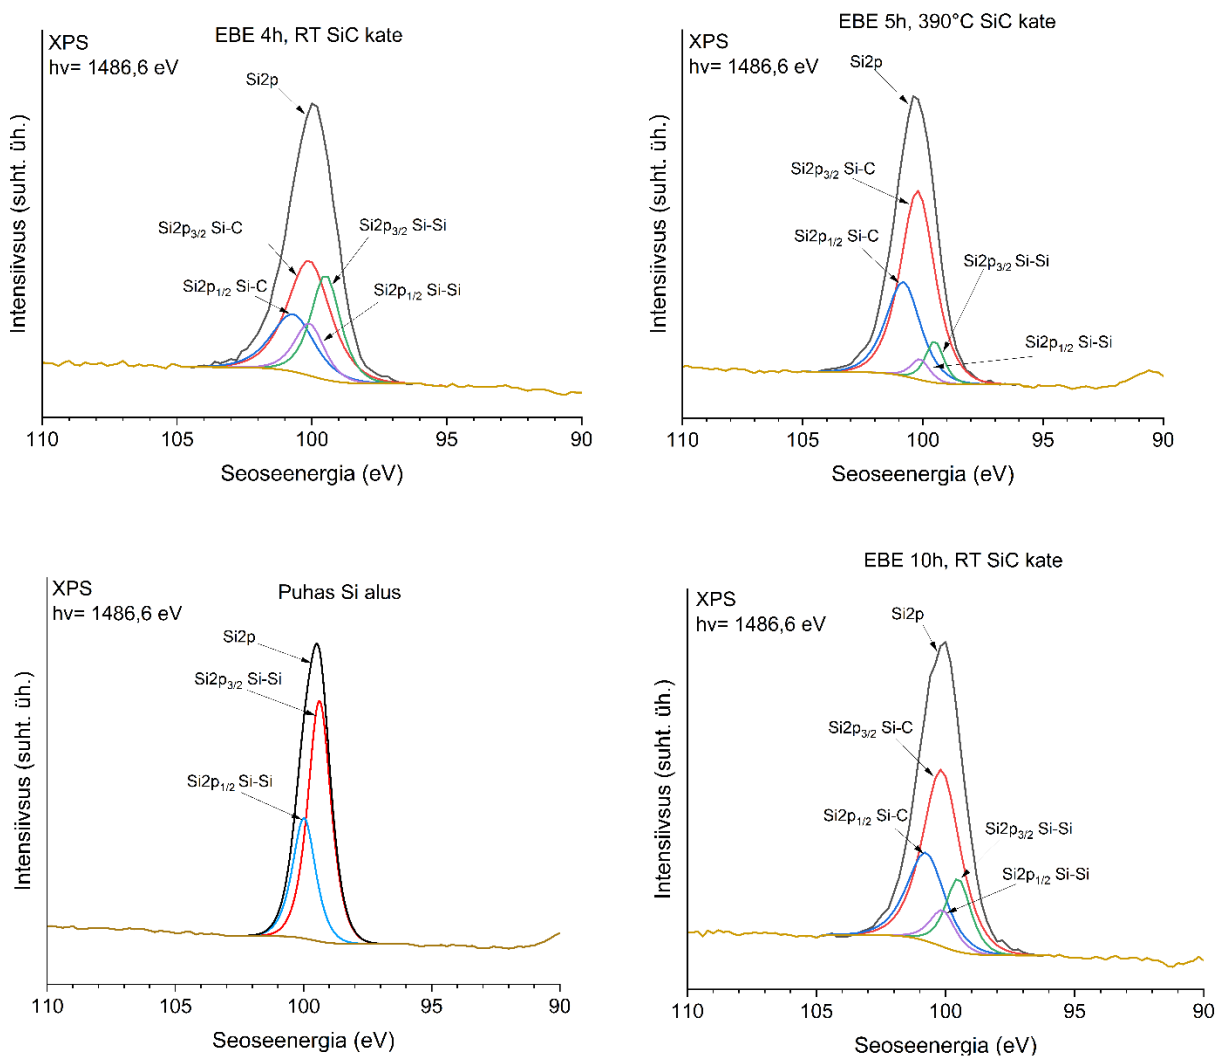 EBE 4h, RT SiC kate
XPS
hv= 1486,6 eV
Si2p
Si2p3/2 Si-C
Si2p3/2 Si-Si
Si2p1/2 Si-C
Si2p1/2 Si-Si
Intensiivsus (suht. üh.)
110 105 100 95 90
Seoseenergia (eV)
EBE 5h, 390°C SiC kate
XPS
hv= 1486,6 eV
Si2p
Si2p3/2 Si-C
Si2p1/2 Si-C
Si2p3/2 Si-Si
Si2p1/2 Si-Si
Intensiivsus (suht. üh.)
110 105 100 95 90
Seoseenergia (eV)
Puhas Si alus
XPS
hv= 1486,6 eV
Si2p
Si2p3/2 Si-Si
Si2p1/2 Si-Si
Intensiivsus (suht. üh.)
110 105 100 95 90
Seoseenergia (eV)
EBE 10h, RT SiC kate
XPS
hv= 1486,6 eV
Si2p
Si2p3/2 Si-C
Si2p1/2 Si-C
Si2p3/2 Si-Si
Si2p1/2 Si-Si
Intensiivsus (suht. üh.)
110 105 100 95 90
Seoseenergia (eV)